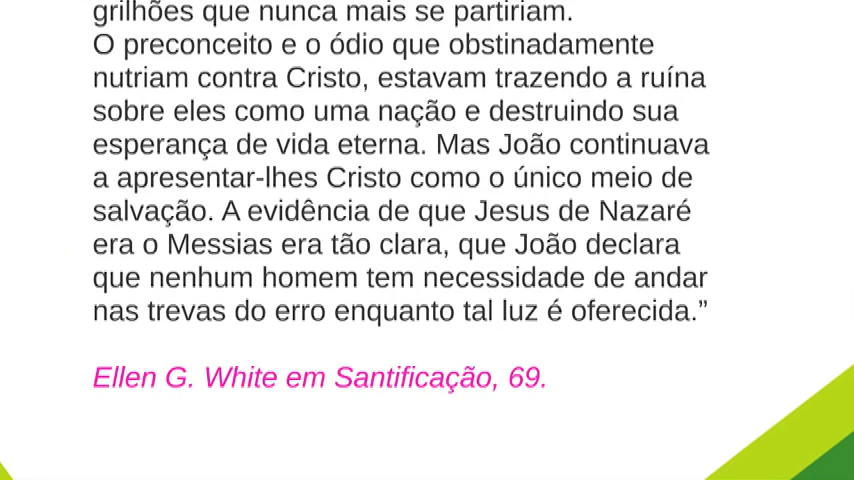 grilhões que nunca mais se partiriam.
O preconceito e o ódio que obstinadamente
nutriam contra Cristo, estavam trazendo a ruína
sobre eles como uma nação e destruindo sua
esperança de vida eterna. Mas João continuava
a apresentar-lhes Cristo como o único meio de
salvação. A evidência de que Jesus de Nazaré
era o Messias era tão clara, que João declara
que nenhum homem tem necessidade de andar
nas trevas do erro enquanto tal luz é oferecida.”
Ellen G. White em Santificação, 69.